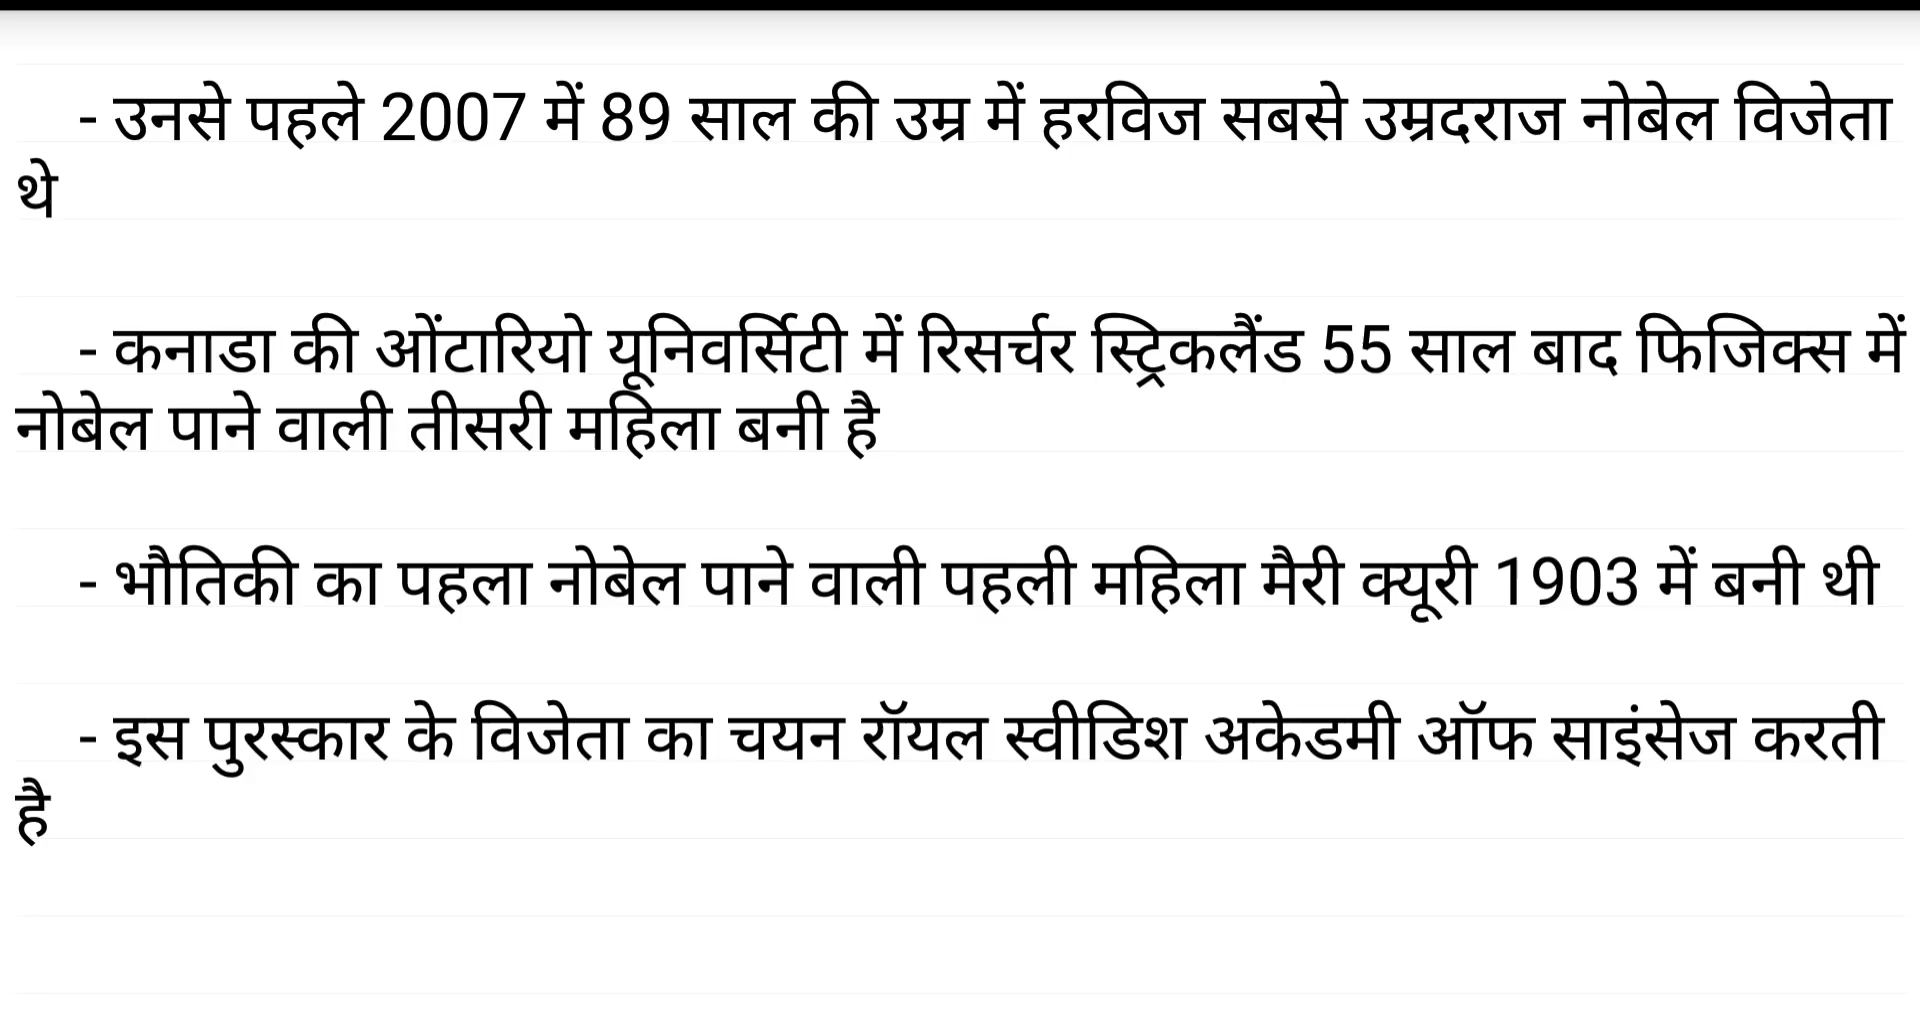 - उनसे पहले 2007 में 89 साल की उम्र में हरविज सबसे उम्रदराज नोबेल विजेता
थे
- कनाडा की ओंटारियो यूनिवर्सिटी में रिसर्चर स्ट्रिकलैंड 55 साल बाद फिजिक्स में
नोबेल पाने वाली तीसरी महिला बनी है
- भौतिकी का पहला नोबेल पाने वाली पहली महिला मैरी क्यूरी 1903 में बनी थी
- इस पुरस्कार के विजेता का चयन रॉयल स्वीडिश अकेडमी ऑफ साइंसेज करती
है